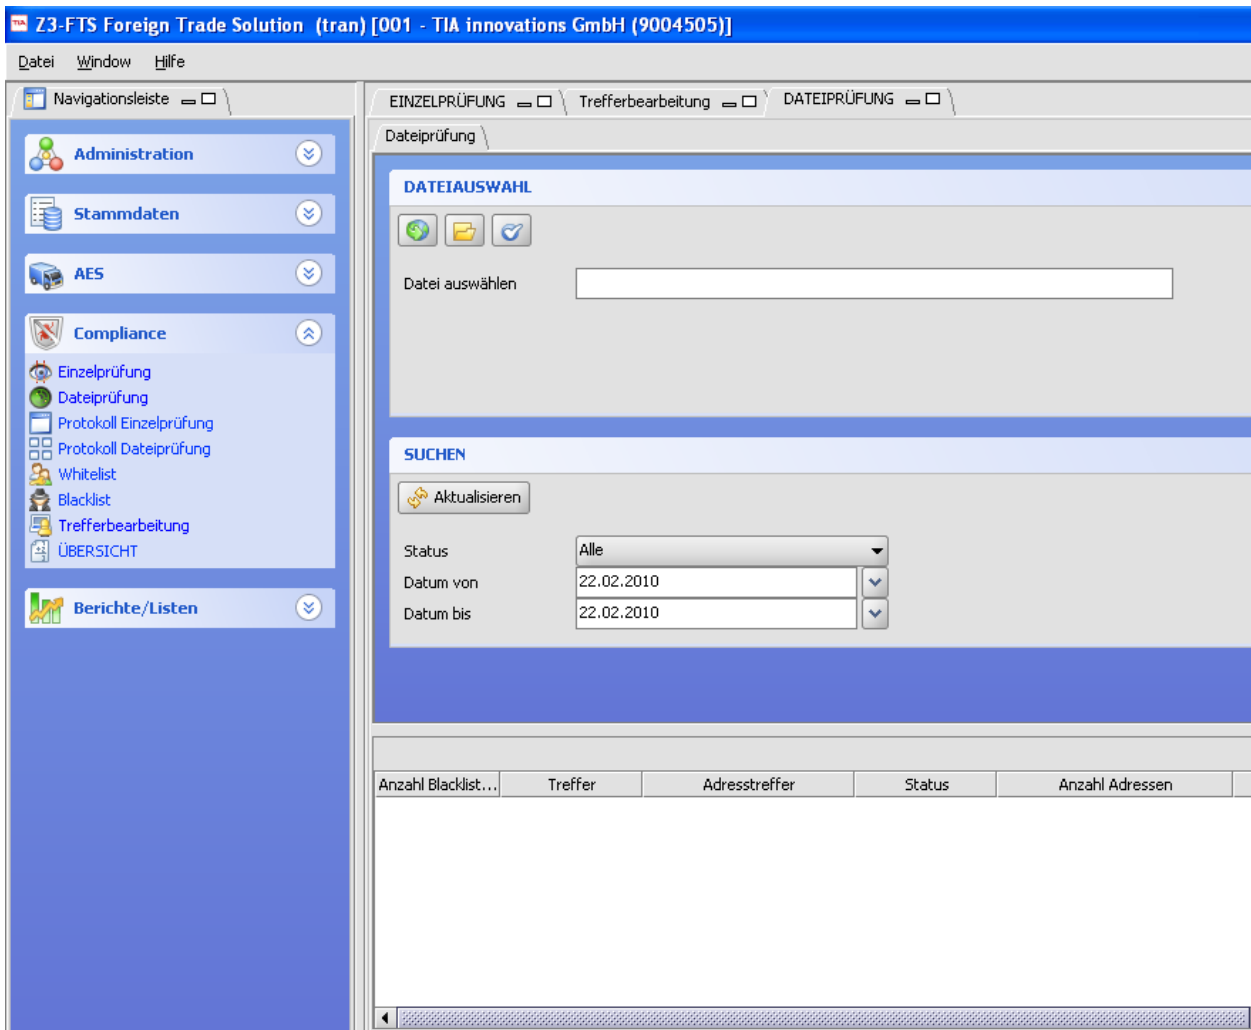 TIA Z3-FTS Foreign Trade Solution (tran) [001 - TIA innovations GmbH (9004505)]
Datei Window Hilfe
Navigationsleiste
Administration
Stammdaten
AES
Compliance
Einzelprüfung
Dateiprüfung
Protokoll Einzelprüfung
Protokoll Dateiprüfung
Whitelist
Blacklist
Trefferbearbeitung
ÜBERSICHT
Berichte/Listen
EINZELPRÜFUNG Trefferbearbeitung DATEIPRÜFUNG
Dateiprüfung
DATEIAUSWAHL
Datei auswählen
SUCHEN
Aktualisieren
Status Alle
Datum von 22.02.2010
Datum bis 22.02.2010
Anzahl Blacklist... Treffer Adresstreffer Status Anzahl Adressen